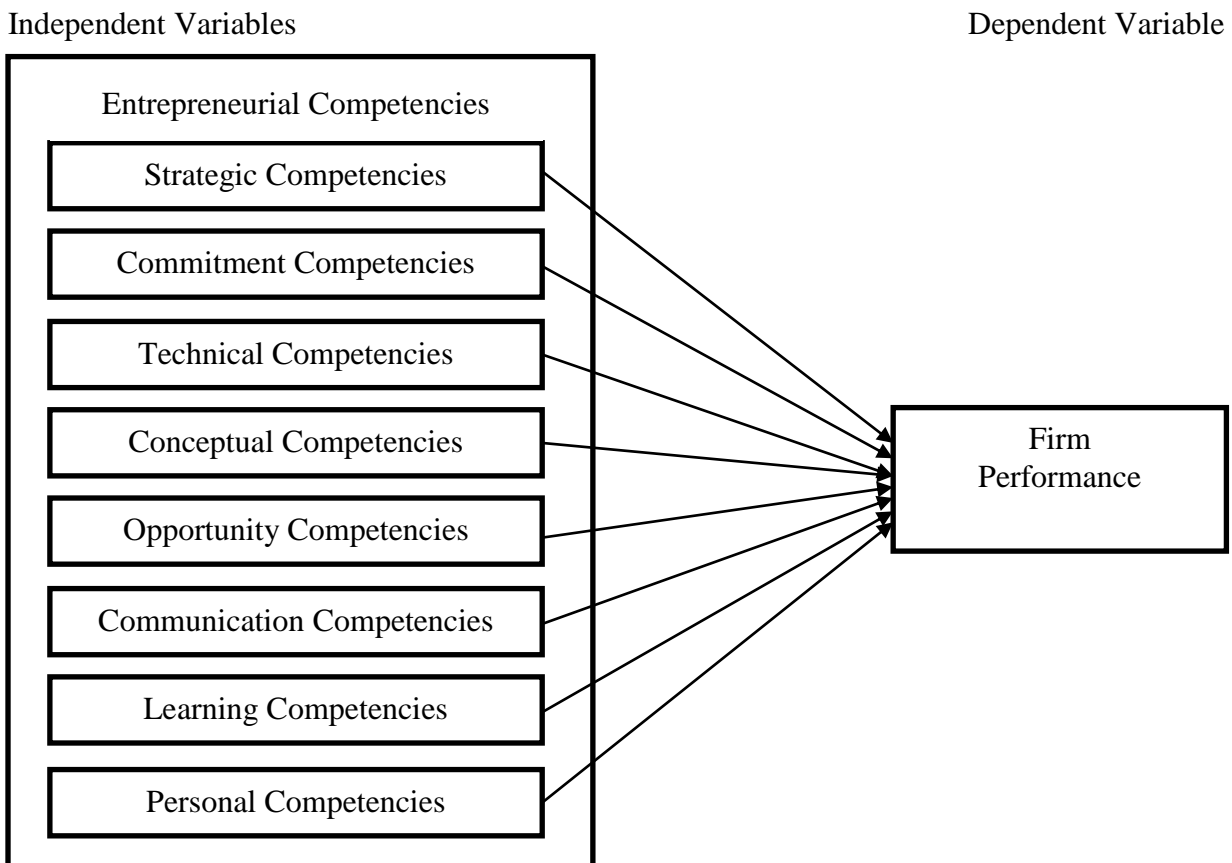 Independent Variables
Dependent Variable
Entrepreneurial Competencies
Strategic Competencies
Commitment Competencies
Technical Competencies
Conceptual Competencies
Opportunity Competencies
Communication Competencies
Learning Competencies
Personal Competencies
Firm
Performance